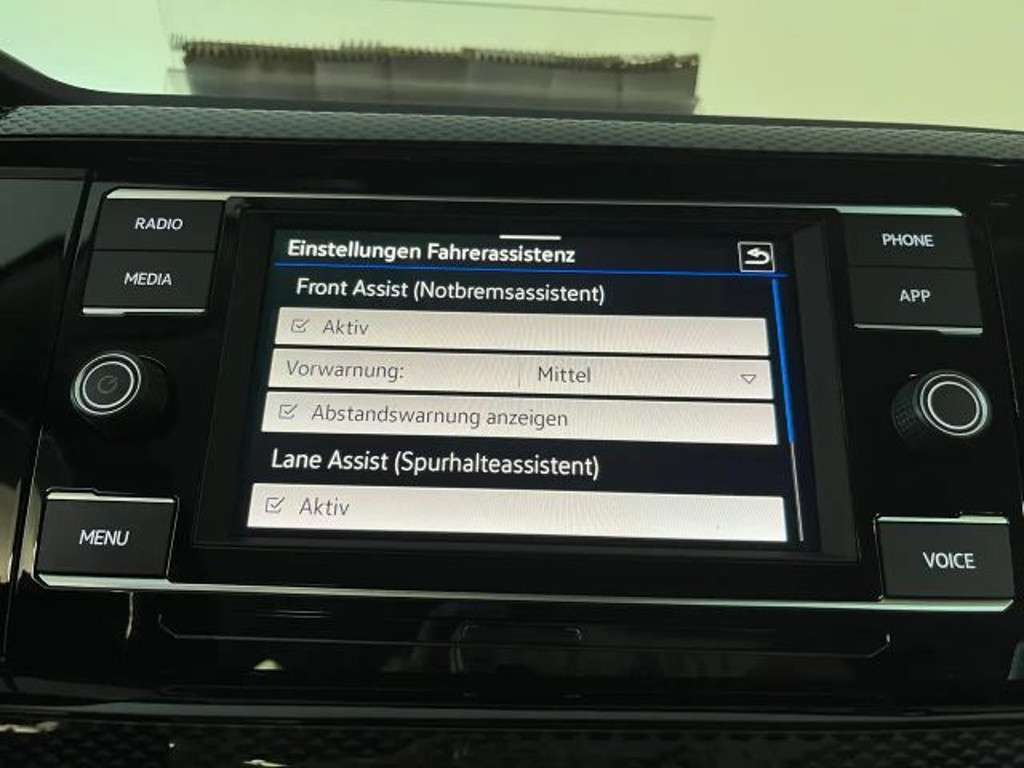 RADIO
MEDIA
MENU
Einstellungen Fahrerassistenz
Front Assist (Notbremsassistent)
Aktiv
Vorwarnung: Mittel
Abstandswarnung anzeigen
Lane Assist (Spurhalteassistent)
Aktiv
PHONE
APP
VOICE